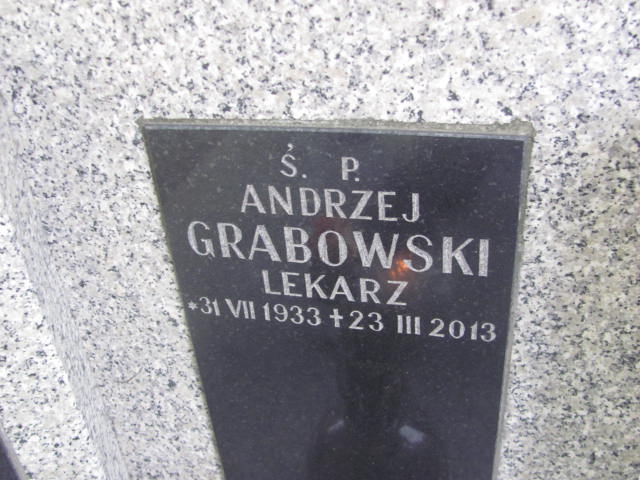 Ś. P.
ANDRZEJ
GRABOWSKI
LEKARZ
*31 VII 1933 ✝ 23 III 2013